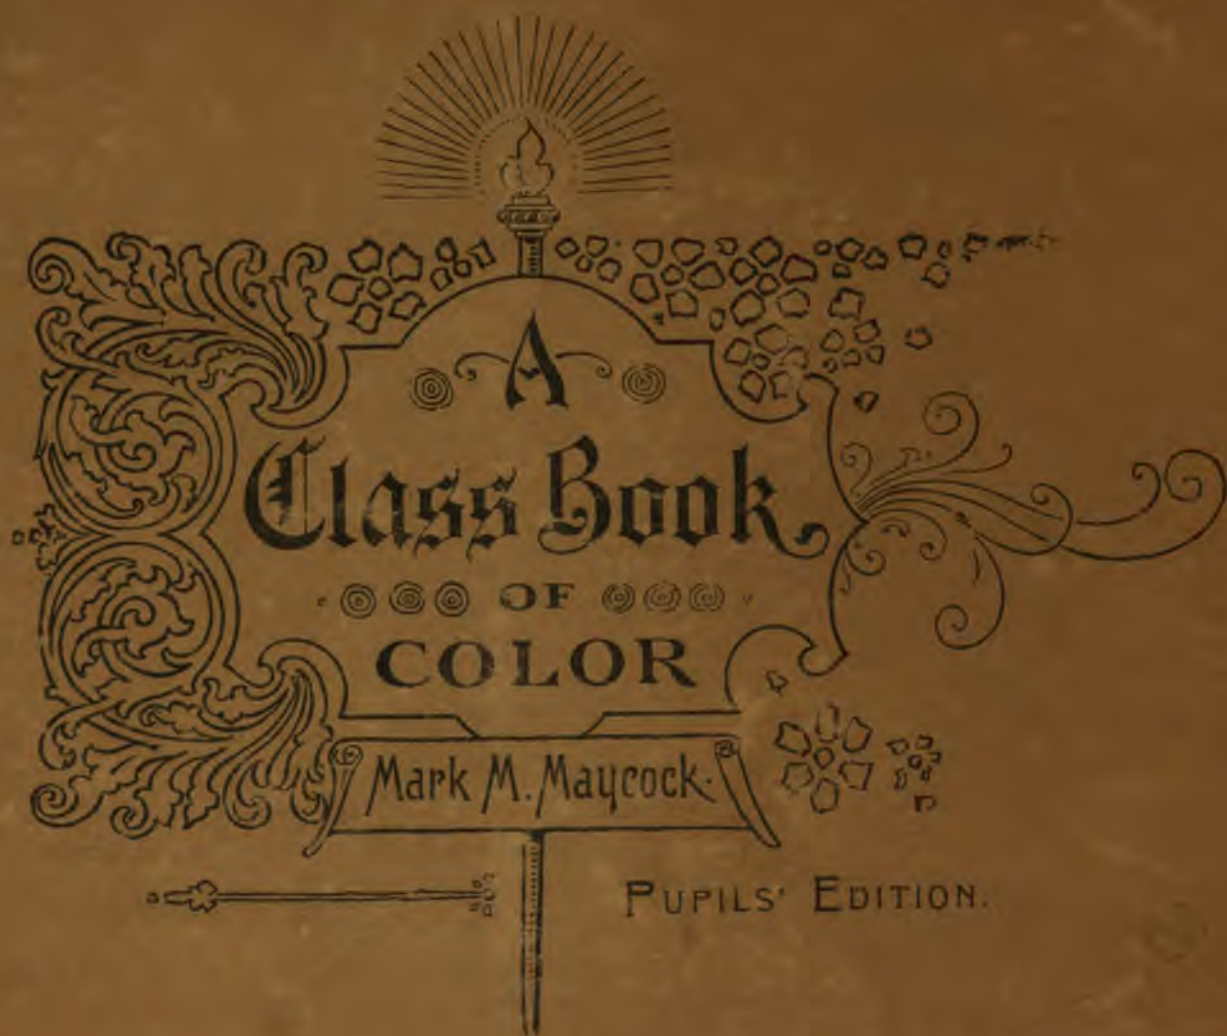 A
Class Book
OF
COLOR
Mark M. Maycock.
PUPILS' EDITION.